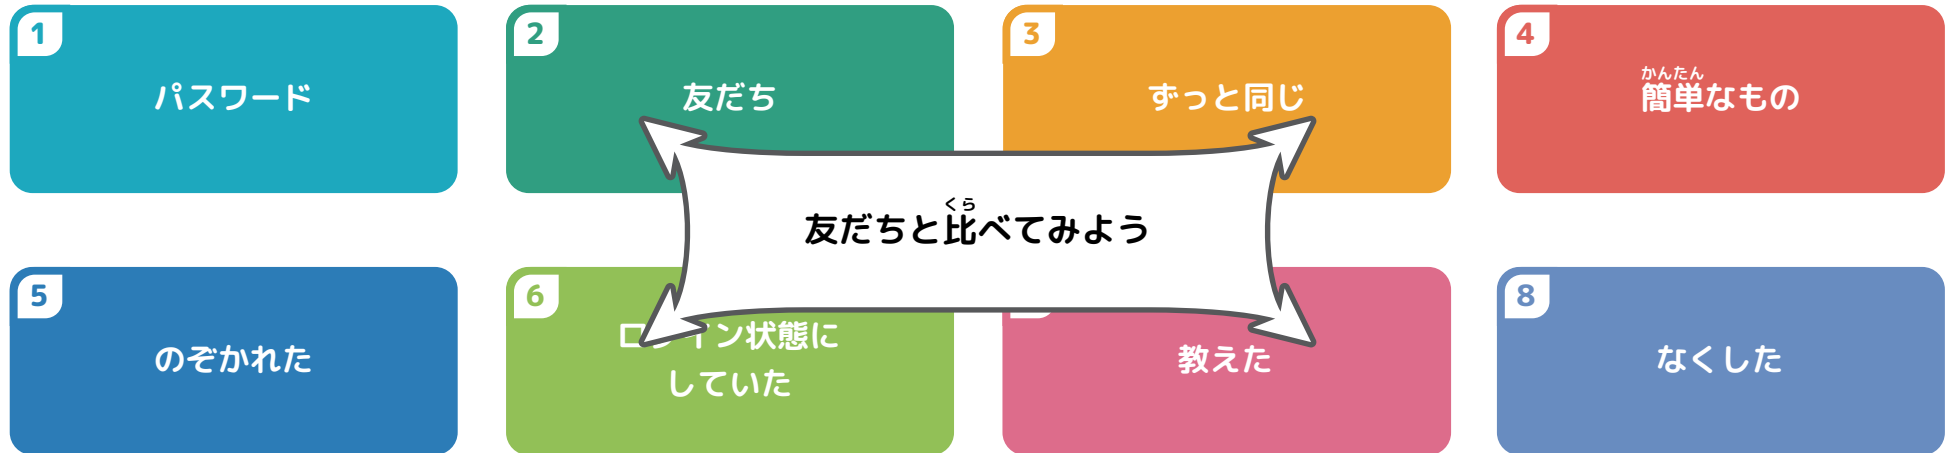 1
パスワード
2
友だち
3
ずっと同じ
4
かんたん
簡単なもの
くら
友だちと比べてみよう
5
のぞかれた
6
ン状態に
していた
教えた
8
なくした